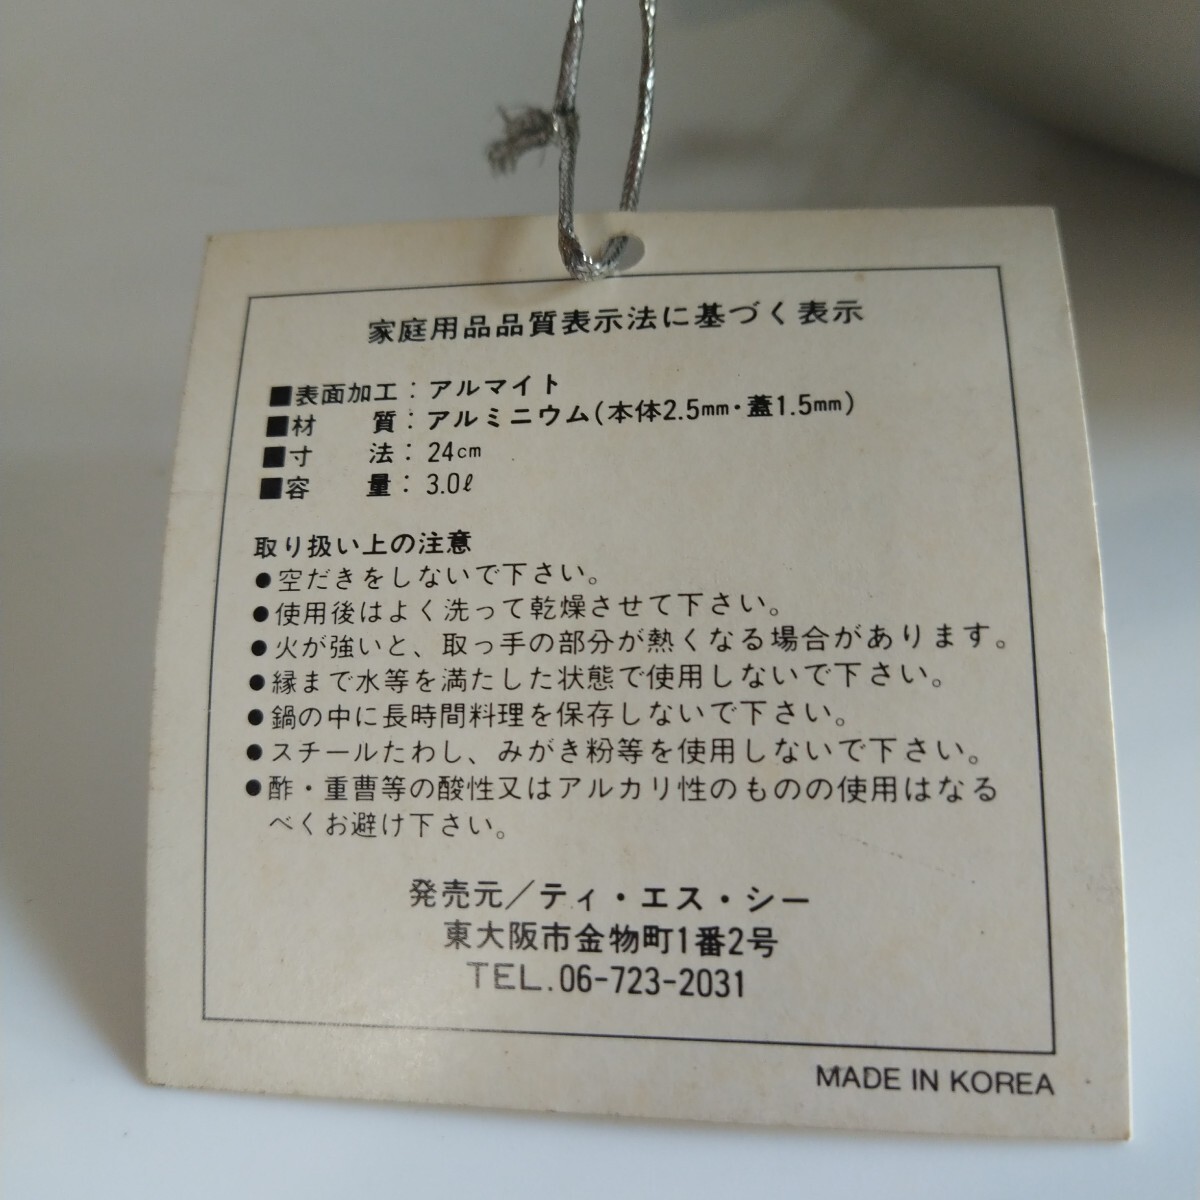 家庭用品品質表示法に基づく表示
■表面加工：アルマイト
■材　　質：アルミニウム(本体2.5mm・蓋1.5mm)
■寸　　法：24cm
■容　　量：3.0ℓ
取り扱い上の注意
●空だきをしないで下さい。
●使用後はよく洗って乾燥させて下さい。
●火が強いと、取っ手の部分が熱くなる場合があります。
●縁まで水等を満たした状態で使用しないで下さい。
●鍋の中に長時間料理を保存しないで下さい。
●スチールたわし、みがき粉等を使用しないで下さい。
●酢・重曹等の酸性又はアルカリ性のものの使用はなる
べくお避け下さい。
発売元／ティ・エス・シー
東大阪市金物町1番2号
TEL.06-723-2031
MADE IN KOREA